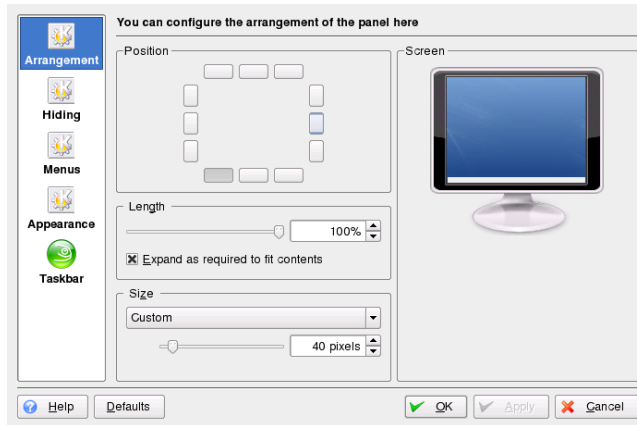 You can configure the arrangement of the panel here
Arrangement
Hiding
Menus
Appearance
Taskbar
Position
Length
100%
Expand as required to fit contents
Size
Custom
40 pixels
Screen
Help
Defaults
OK
Apply
Cancel